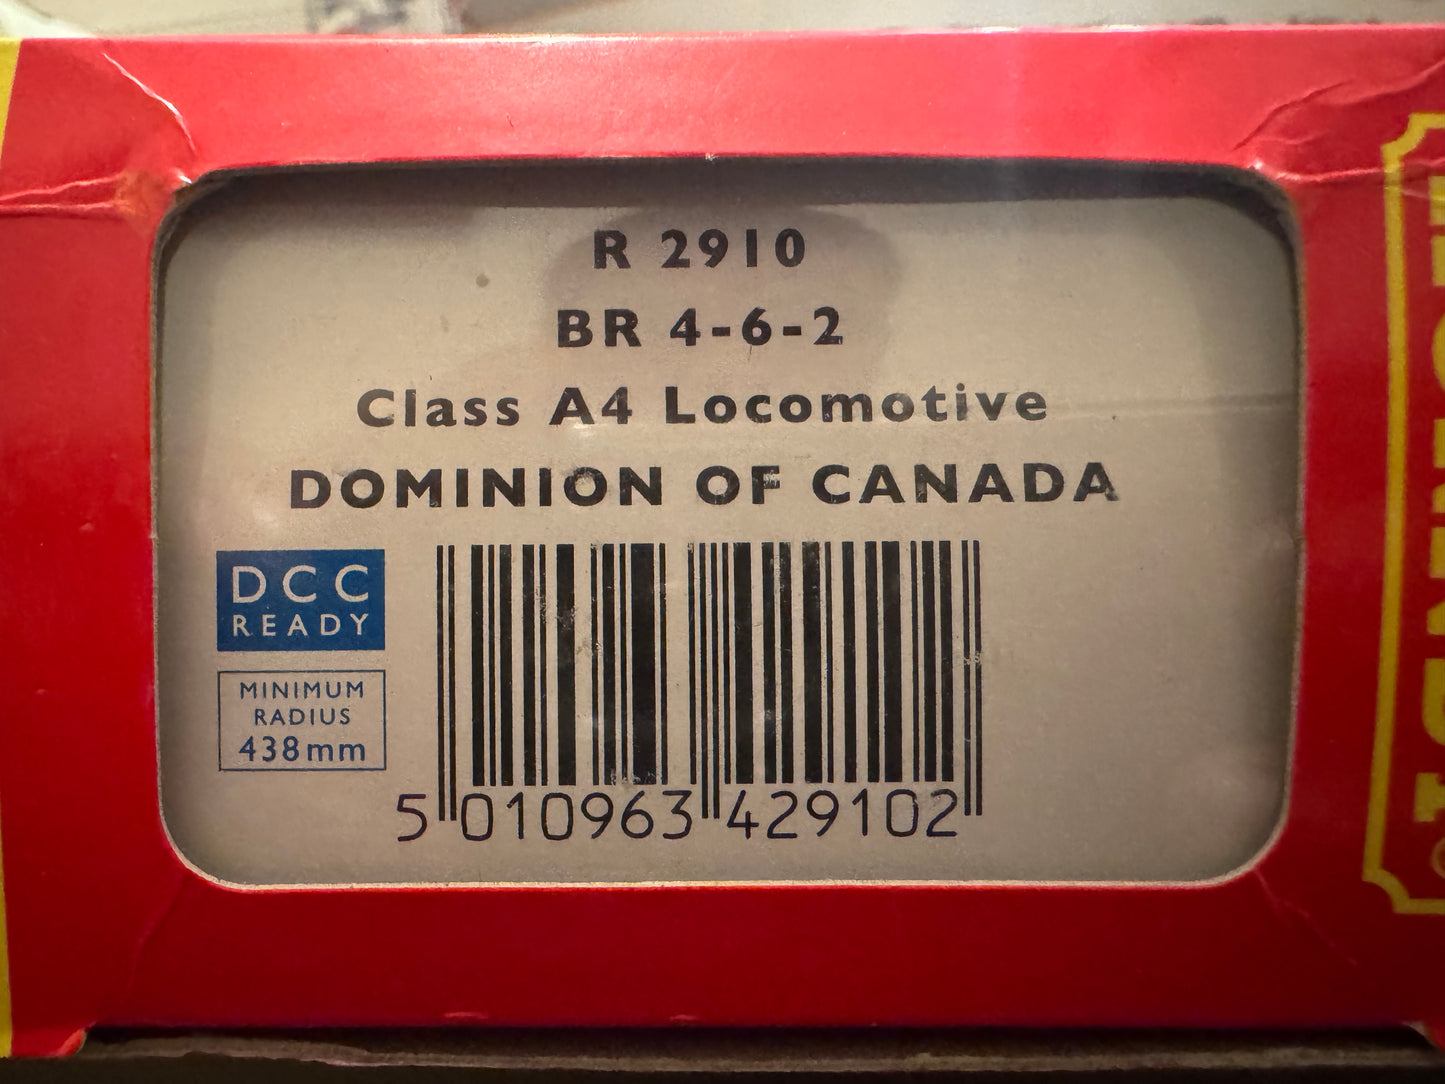 R 2910
BR 4-6-2
Class A4 Locomotive
DOMINION OF CANADA
DCC
READY
MINIMUM
RADIUS
438mm
5 010963 429102